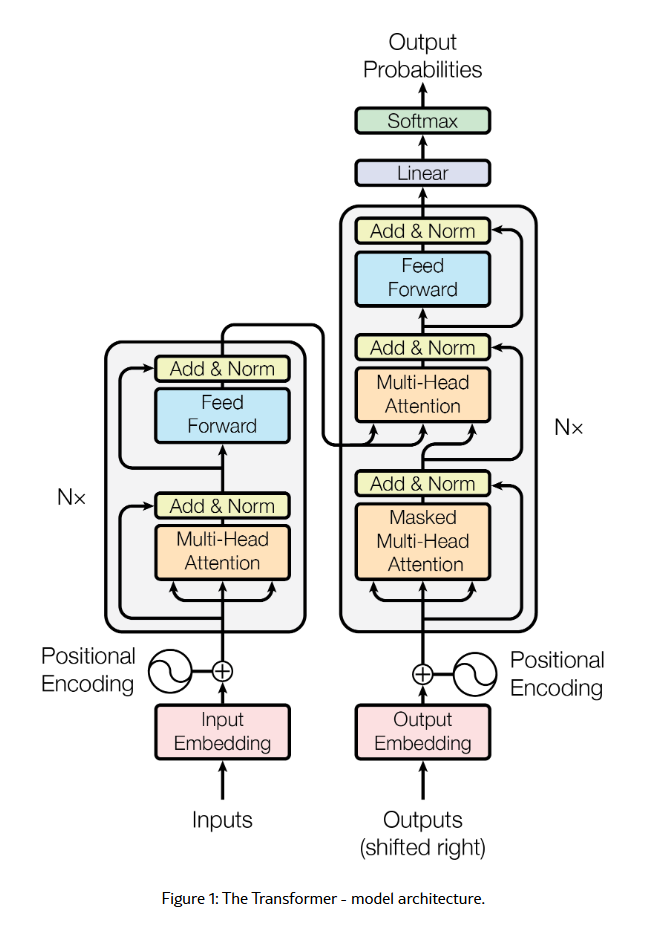 Output
Probabilities
Softmax
Linear
Add & Norm
Feed
Forward
Add & Norm
Multi-Head
Attention
Nx
Add & Norm
Masked
Multi-Head
Attention
Add & Norm
Feed
Forward
Nx
Add & Norm
Multi-Head
Attention
Positional
Encoding
Positional
Encoding
Input
Embedding
Output
Embedding
Inputs
Outputs
(shifted right)
Figure 1: The Transformer - model architecture.